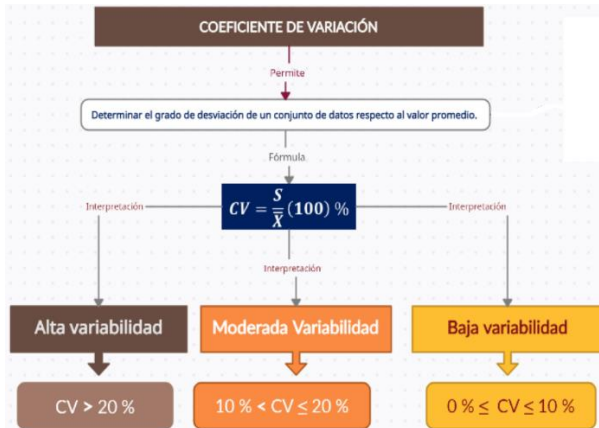 COEFICIENTE DE VARIACIÓN
Permite
Determinar el grado de desviación de un conjunto de datos respecto al valor promedio.
Fórmula
CV = S/X̅ (100) %
Interpretación
Interpretación
Interpretación
Alta variabilidad
Moderada Variabilidad
Baja variabilidad
CV > 20 %
10 % < CV ≤ 20 %
0 % ≤ CV ≤ 10 %